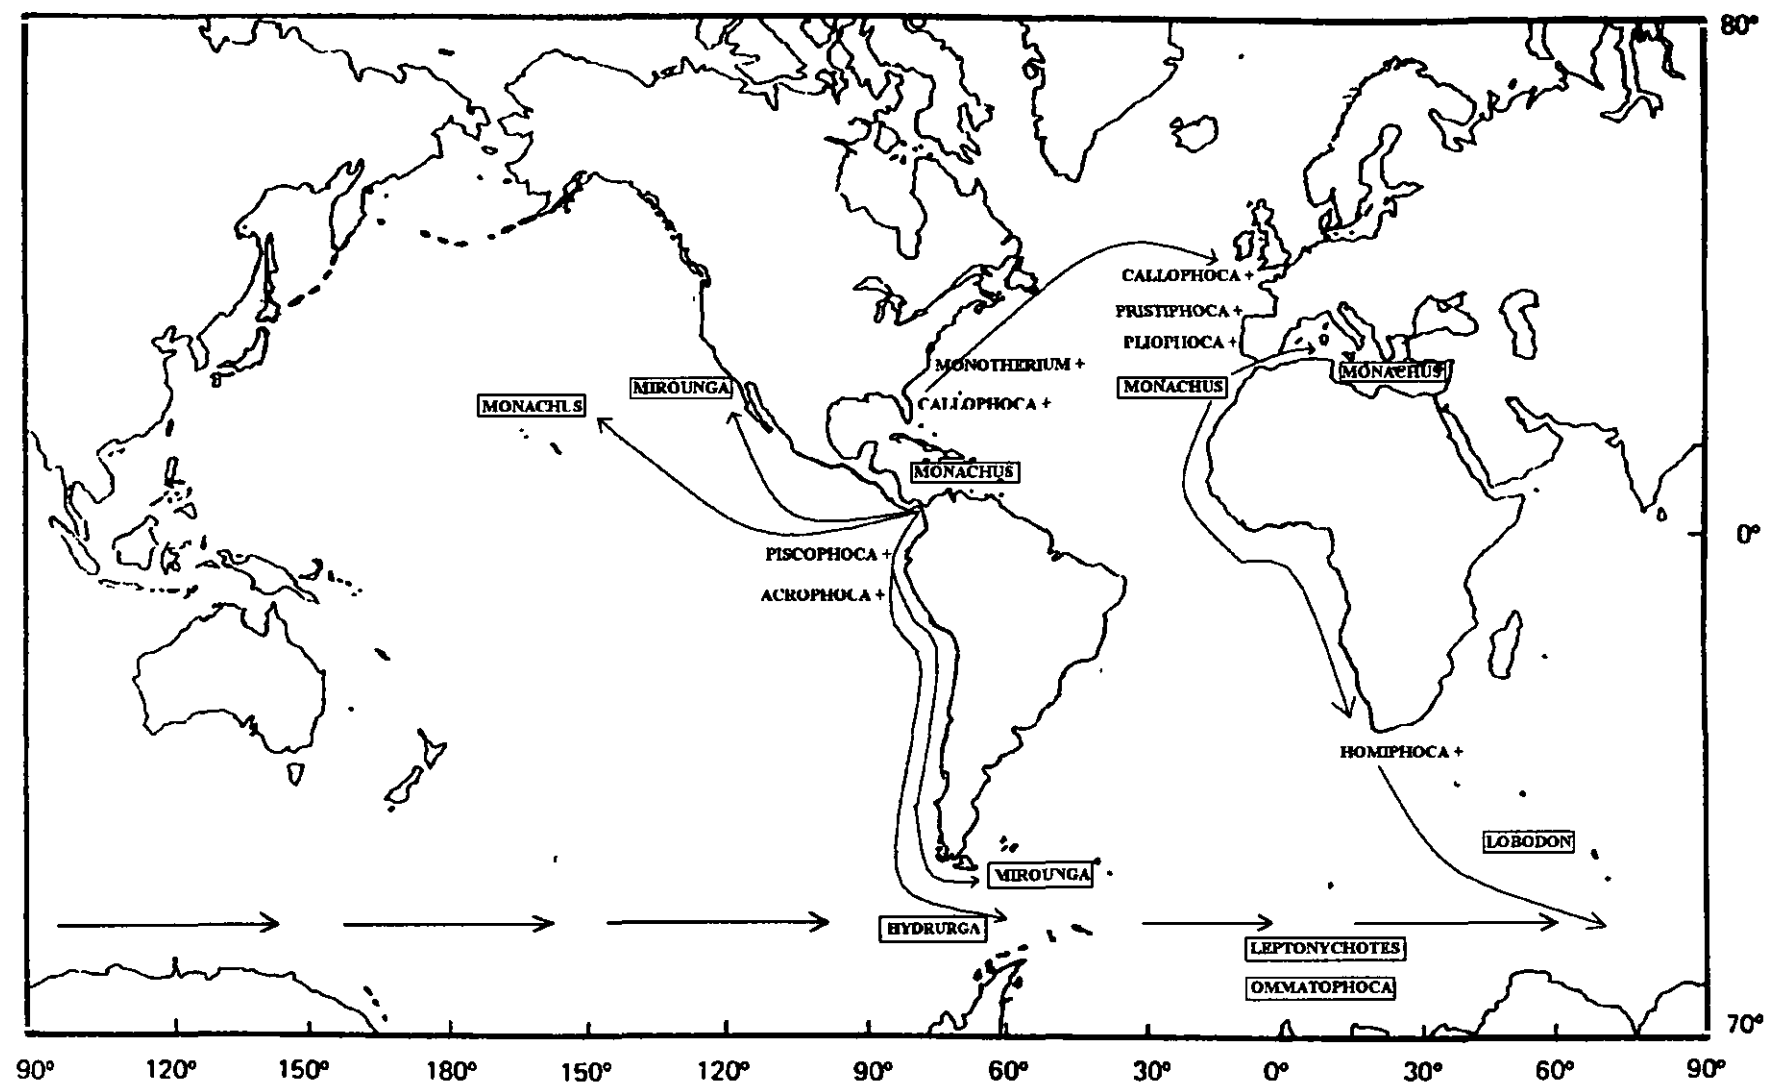 80°
CALLOPHOCA +
PRISTIPHOCA +
PLIOPHOCA +
MONOTHERIUM +
MONACHUS
MIROUNGA
MONACHUS
MONACHUS
CALLOPHOCA +
MONACHUS
0°
PISCOPHOCA +
ACROPHOCA +
HOMIPHOCA +
LOBODON
MIROUNGA
HYDRURGA
LEPTONYCHOTES
OMMATOPHOCA
70°
90° 120° 150° 180° 150° 120° 90° 60° 30° 0° 30° 60° 90°